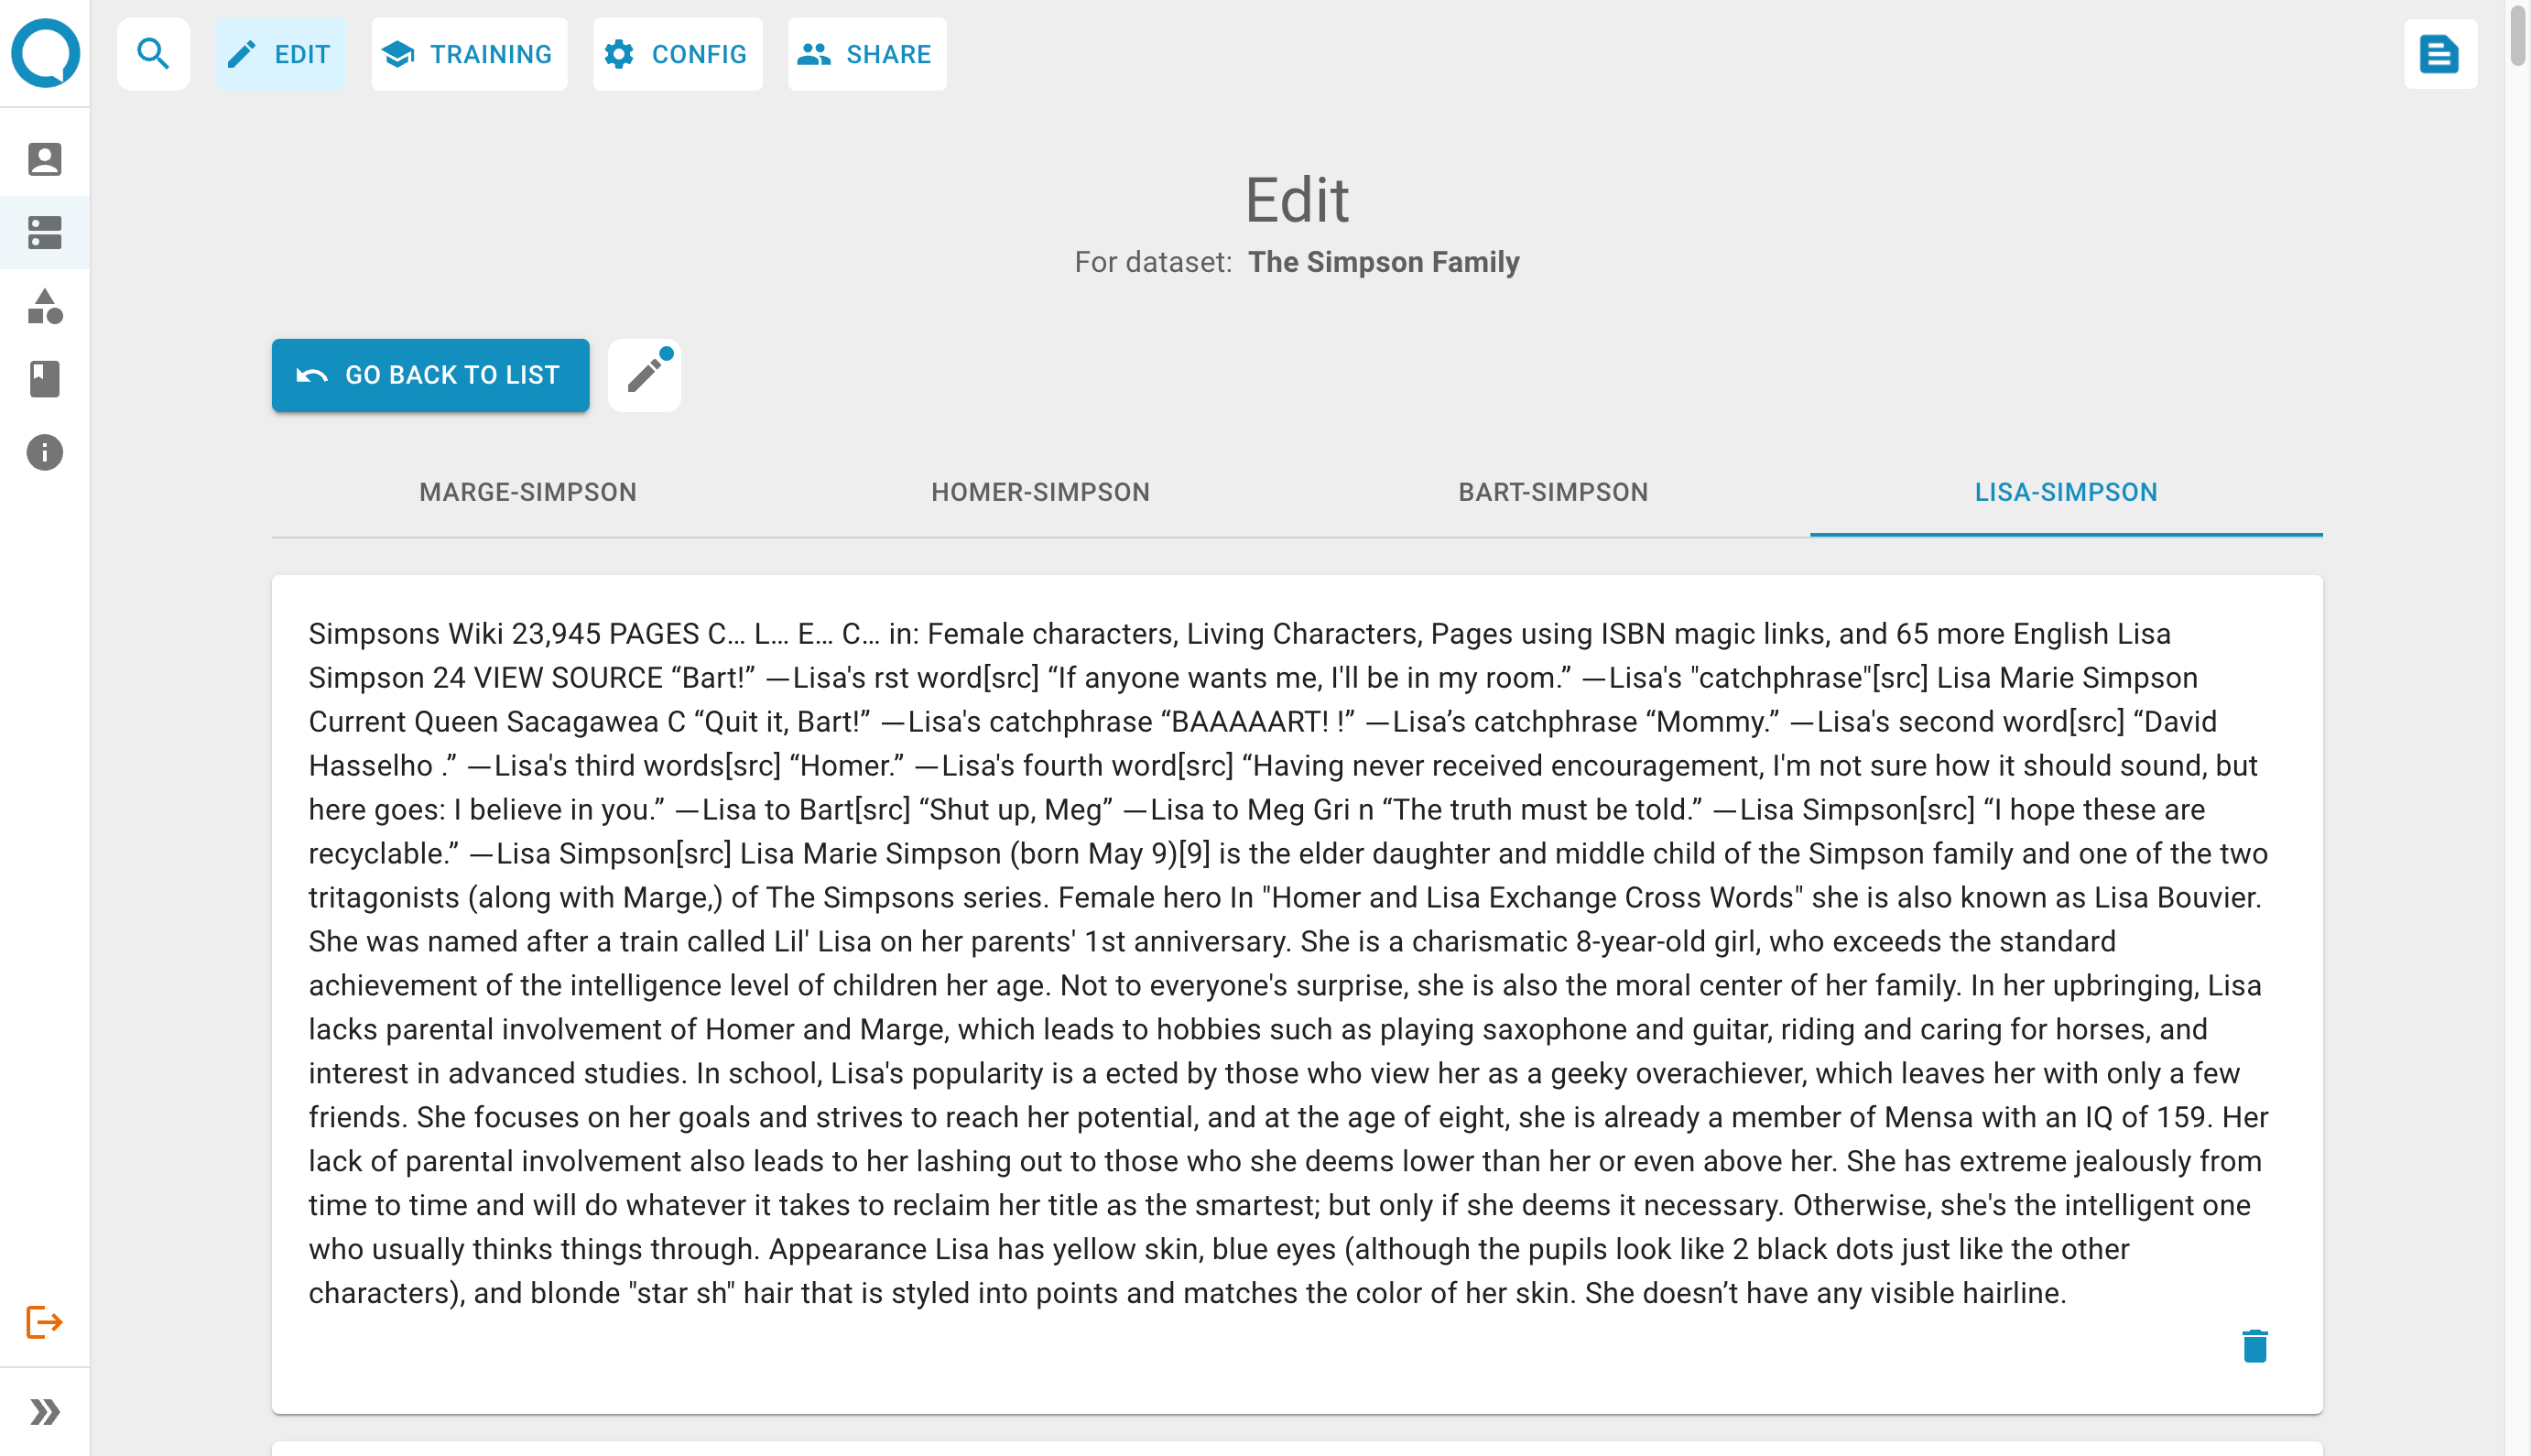 EDIT
TRAINING
CONFIG
SHARE
Edit
For dataset: The Simpson Family
GO BACK TO LIST
MARGE-SIMPSON
HOMER-SIMPSON
BART-SIMPSON
LISA-SIMPSON
Simpsons Wiki 23,945 PAGES C… L… E… C… in: Female characters, Living Characters, Pages using ISBN magic links, and 65 more English Lisa
Simpson 24 VIEW SOURCE “Bart!” —Lisa's rst word[src] “If anyone wants me, I'll be in my room.” —Lisa's "catchphrase"[src] Lisa Marie Simpson
Current Queen Sacagawea C “Quit it, Bart!” —Lisa's catchphrase “BAAAAART! !” —Lisa’s catchphrase “Mommy.” —Lisa's second word[src] “David
Hasselho .” —Lisa's third words[src] “Homer.” —Lisa's fourth word[src] “Having never received encouragement, I'm not sure how it should sound, but
here goes: I believe in you.” —Lisa to Bart[src] “Shut up, Meg” —Lisa to Meg Gri n “The truth must be told.” —Lisa Simpson[src] “I hope these are
recyclable.” —Lisa Simpson[src] Lisa Marie Simpson (born May 9)[9] is the elder daughter and middle child of the Simpson family and one of the two
tritagonists (along with Marge,) of The Simpsons series. Female hero In "Homer and Lisa Exchange Cross Words" she is also known as Lisa Bouvier.
She was named after a train called Lil' Lisa on her parents' 1st anniversary. She is a charismatic 8-year-old girl, who exceeds the standard
achievement of the intelligence level of children her age. Not to everyone's surprise, she is also the moral center of her family. In her upbringing, Lisa
lacks parental involvement of Homer and Marge, which leads to hobbies such as playing saxophone and guitar, riding and caring for horses, and
interest in advanced studies. In school, Lisa's popularity is a ected by those who view her as a geeky overachiever, which leaves her with only a few
friends. She focuses on her goals and strives to reach her potential, and at the age of eight, she is already a member of Mensa with an IQ of 159. Her
lack of parental involvement also leads to her lashing out to those who she deems lower than her or even above her. She has extreme jealously from
time to time and will do whatever it takes to reclaim her title as the smartest; but only if she deems it necessary. Otherwise, she's the intelligent one
who usually thinks things through. Appearance Lisa has yellow skin, blue eyes (although the pupils look like 2 black dots just like the other
characters), and blonde "star sh" hair that is styled into points and matches the color of her skin. She doesn’t have any visible hairline.